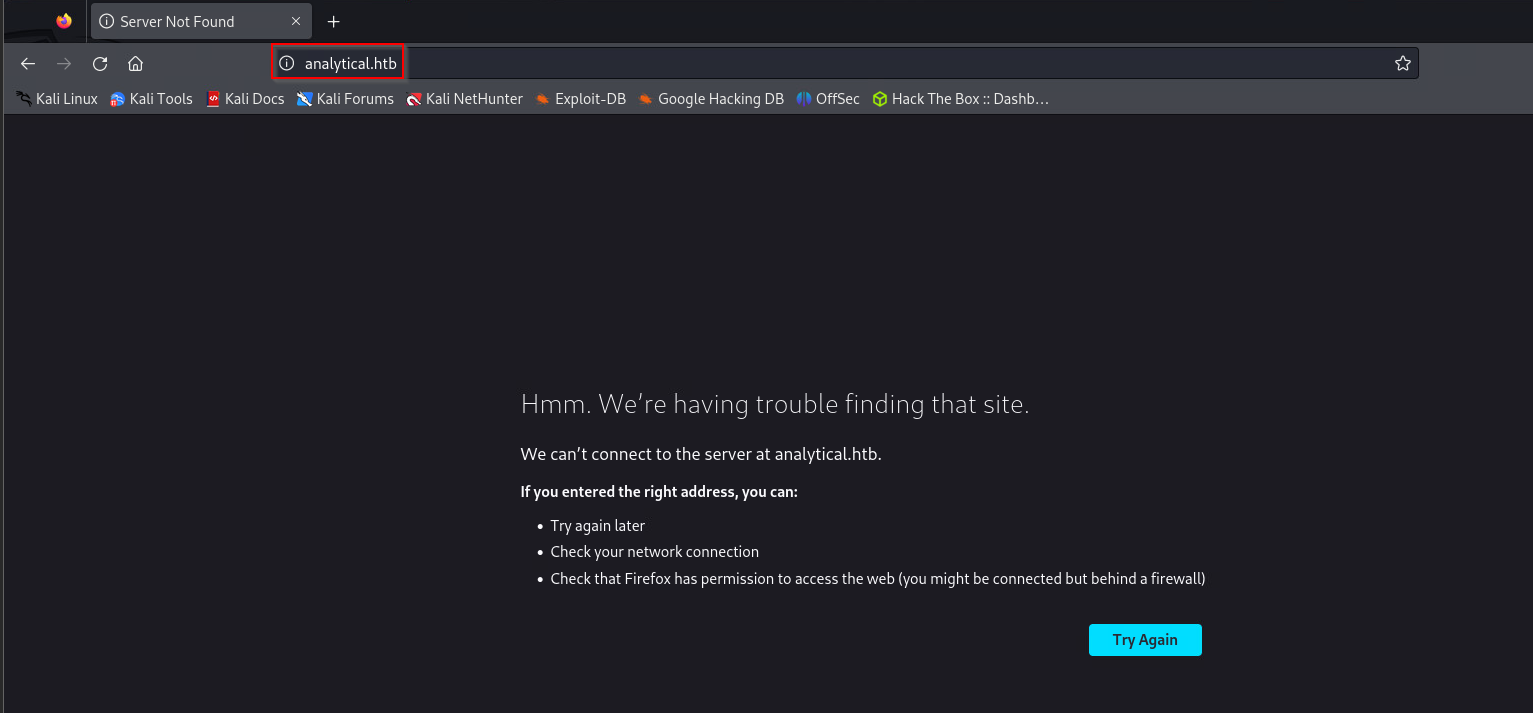 Server Not Found
analytical.htb
Kali Linux Kali Tools Kali Docs Kali Forums Kali NetHunter Exploit-DB Google Hacking DB OffSec Hack The Box :: Dashb…
Hmm. We’re having trouble finding that site.
We can’t connect to the server at analytical.htb.
If you entered the right address, you can:
• Try again later
• Check your network connection
• Check that Firefox has permission to access the web (you might be connected but behind a firewall)
Try Again